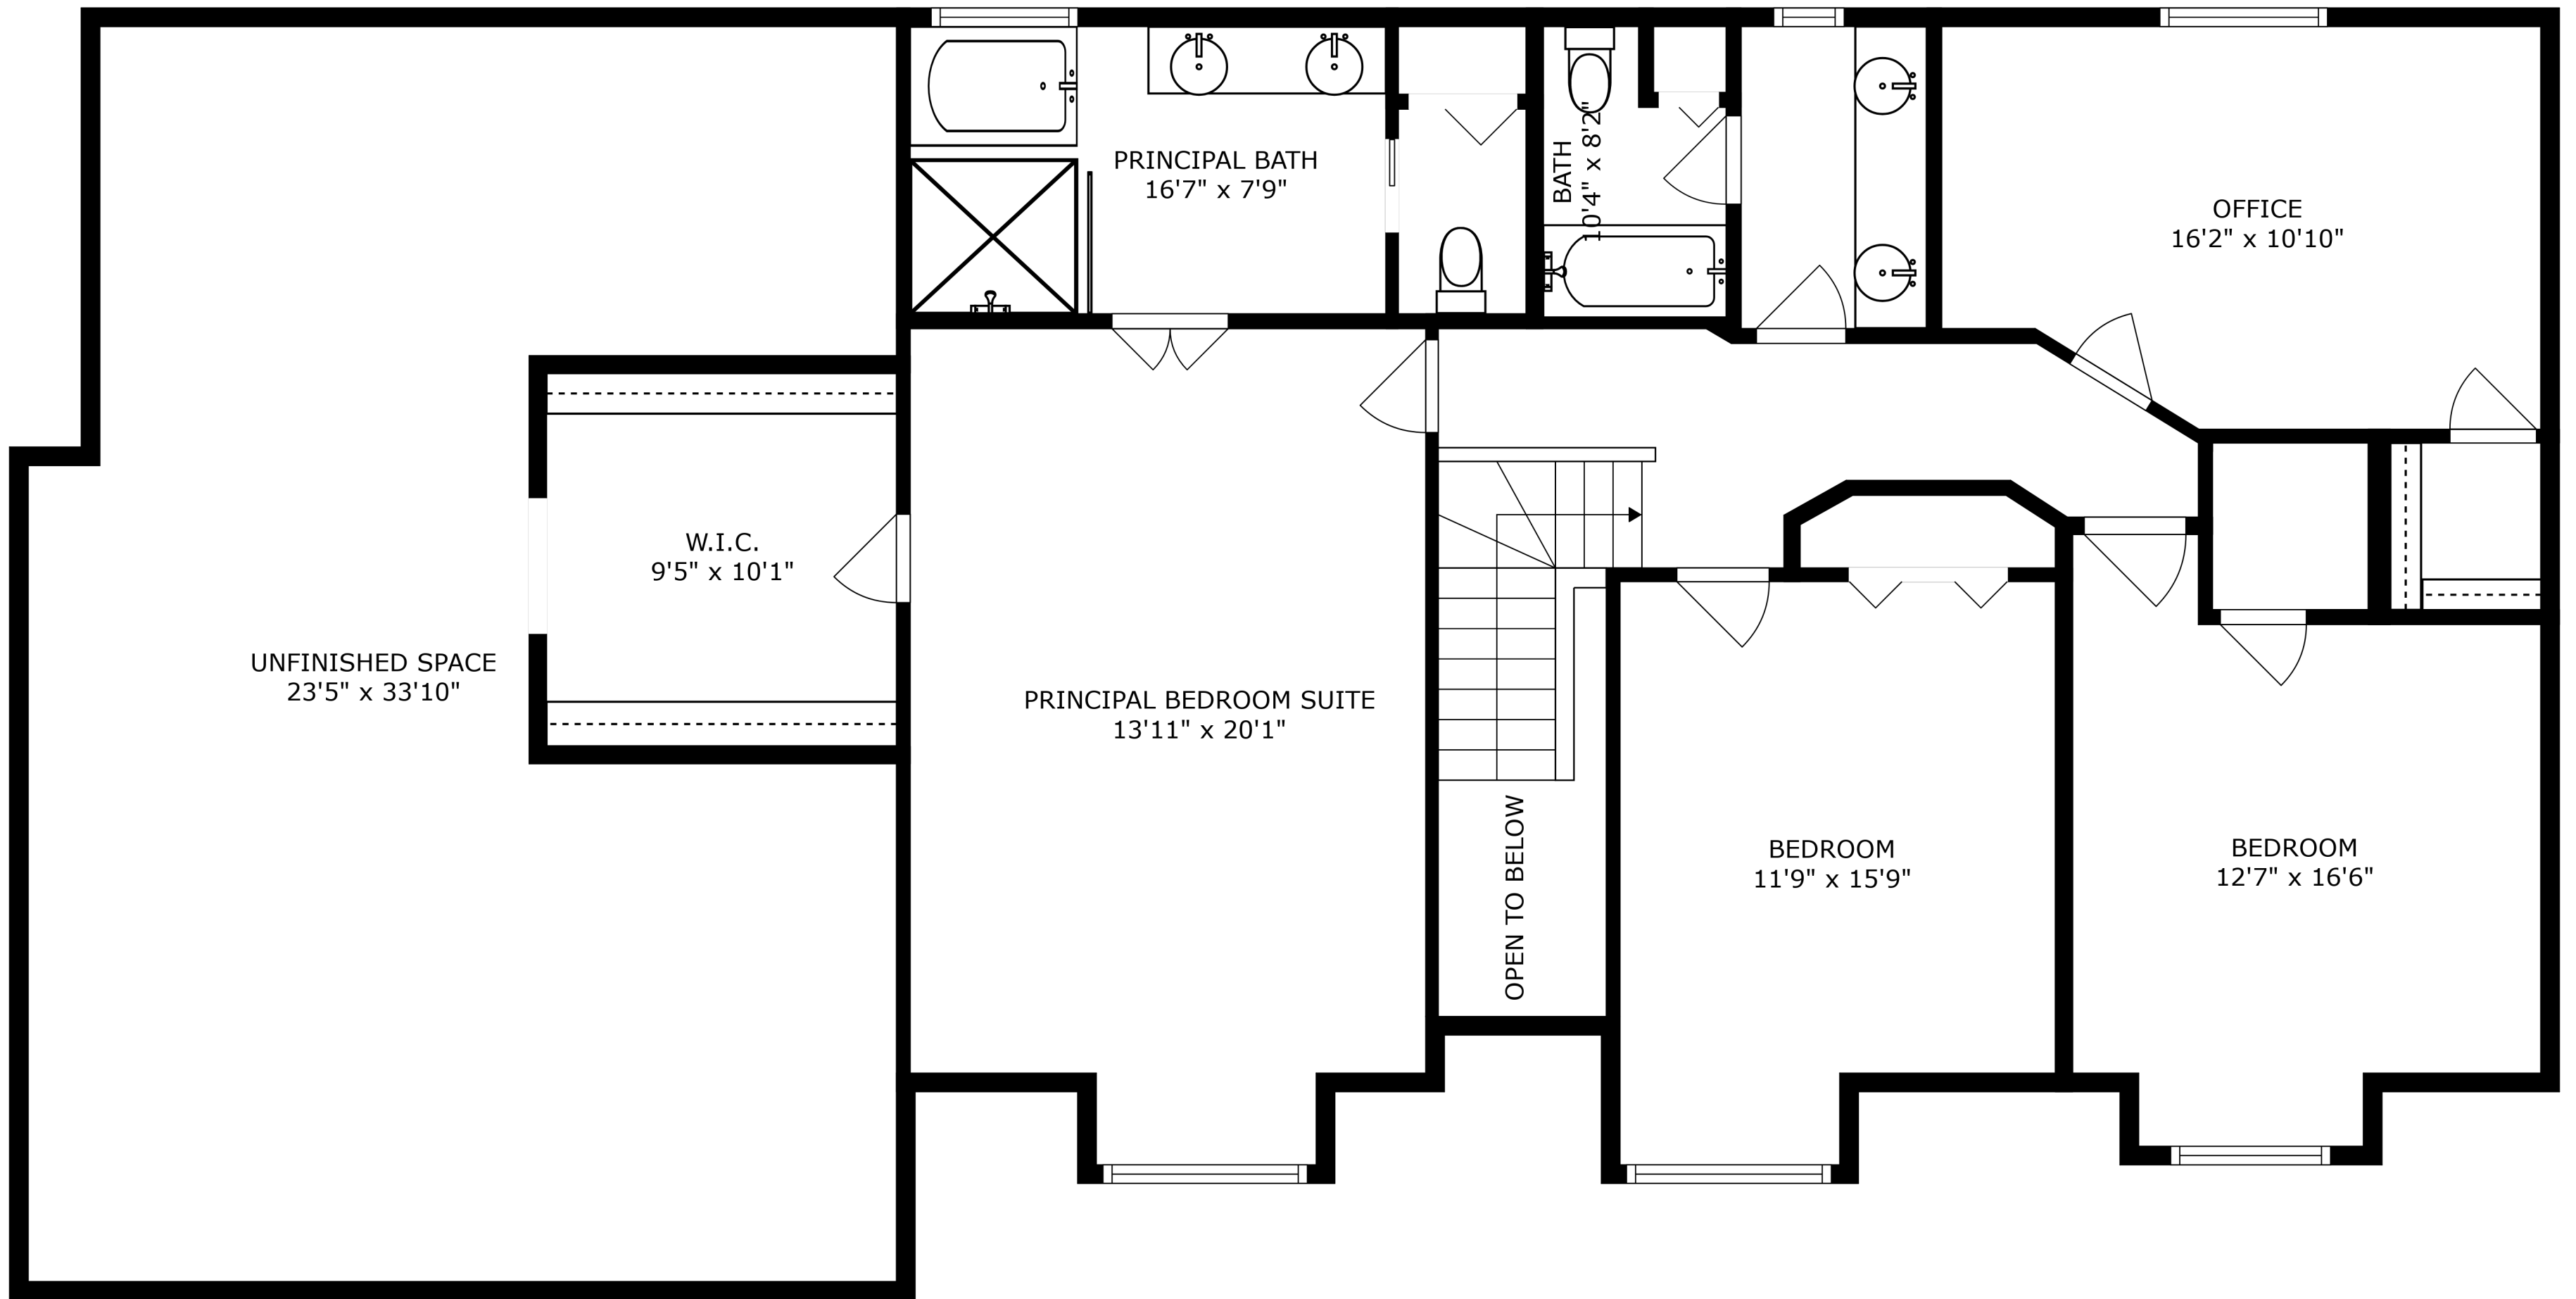 PRINCIPAL BATH
16'7" x 7'9"
BATH
10'4" x 8'2"
OFFICE
16'2" x 10'10"
W.I.C.
9'5" x 10'1"
UNFINISHED SPACE
23'5" x 33'10"
PRINCIPAL BEDROOM SUITE
13'11" x 20'1"
OPEN TO BELOW
BEDROOM
11'9" x 15'9"
BEDROOM
12'7" x 16'6"